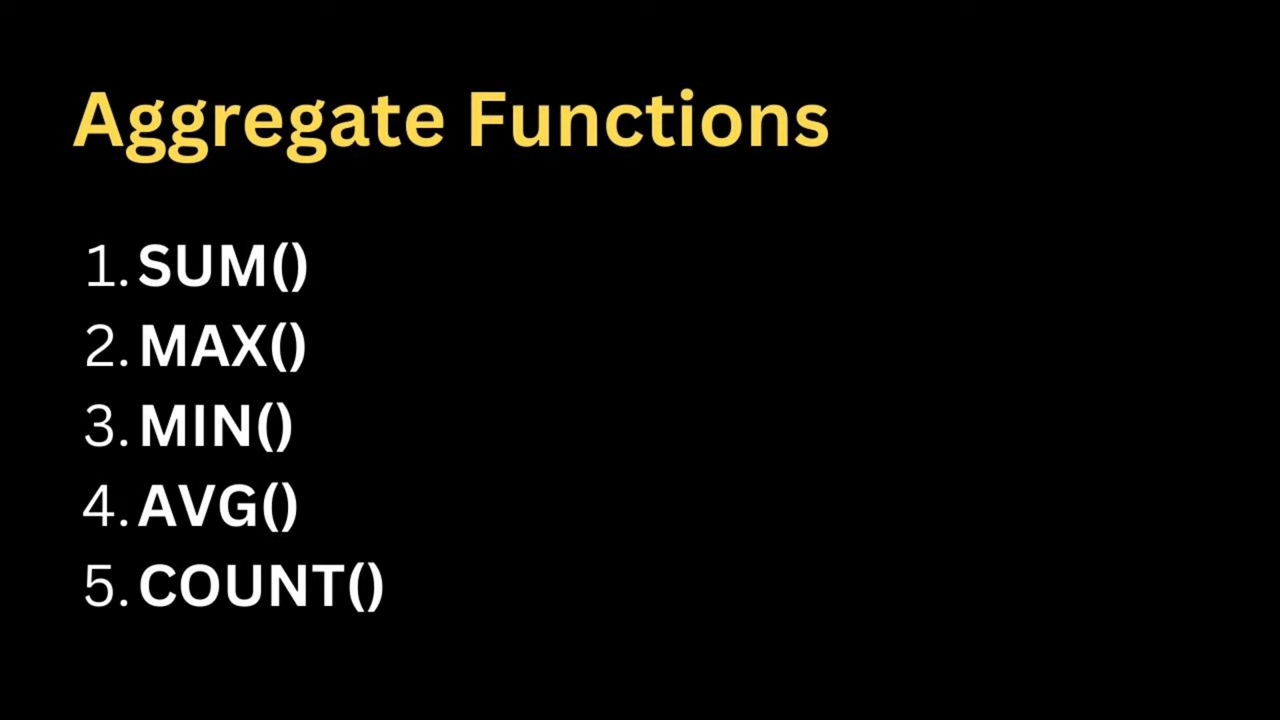 Aggregate Functions
1. SUM()
2. MAX()
3. MIN()
4. AVG()
5. COUNT()